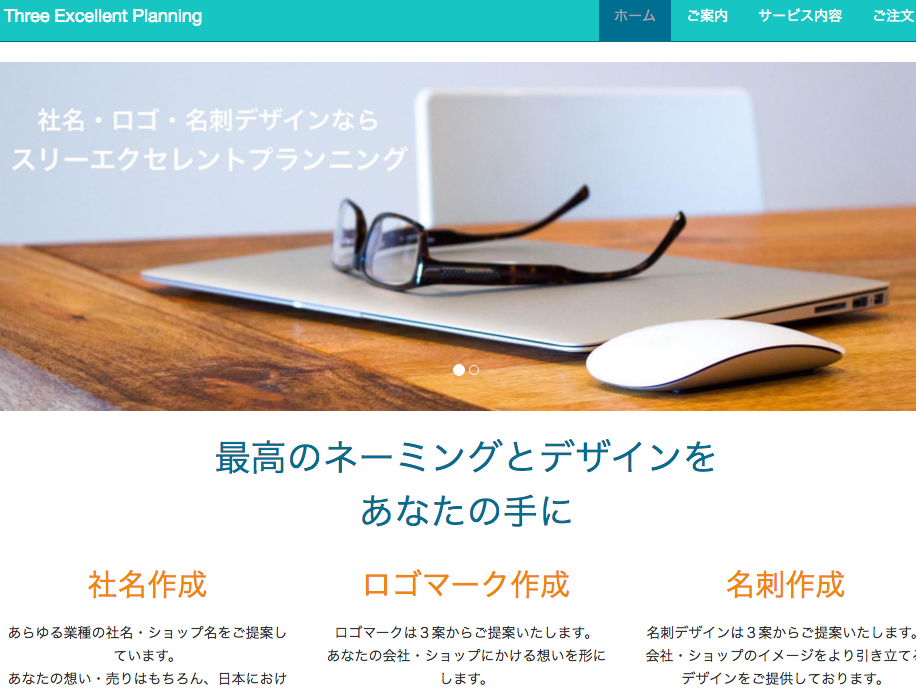 Three Excellent Planning
ホーム ご案内 サービス内容 ご注文
社名・ロゴ・名刺デザインなら
スリーエクセレントプランニング
最高のネーミングとデザインを
あなたの手に
社名作成
あらゆる業種の社名・ショップ名をご提案し
ています。
あなたの想い・売りはもちろん、日本におけ
ロゴマーク作成
ロゴマークは３案からご提案いたします。
あなたの会社・ショップにかける想いを形に
します。
名刺作成
名刺デザインは３案からご提案いたします。
会社・ショップのイメージをより引き立てる
デザインをご提供しております。